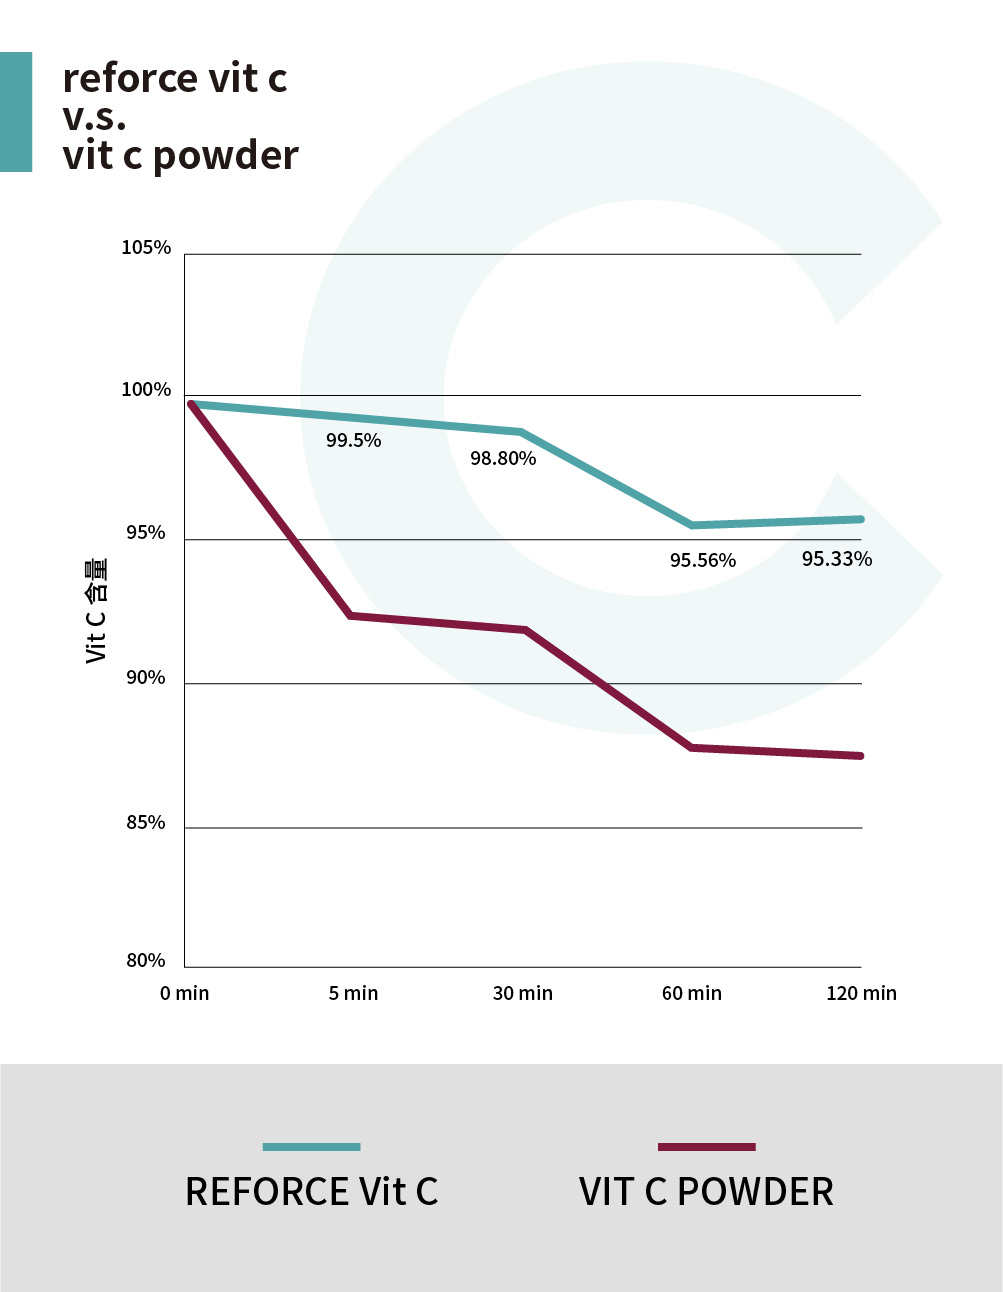 reforce vit c
v.s.
vit c powder
105%
100%
99.5%
98.80%
95%
95.56%
95.33%
Vit C 含量
90%
85%
80%
0 min
5 min
30 min
60 min
120 min
REFORCE Vit C
VIT C POWDER